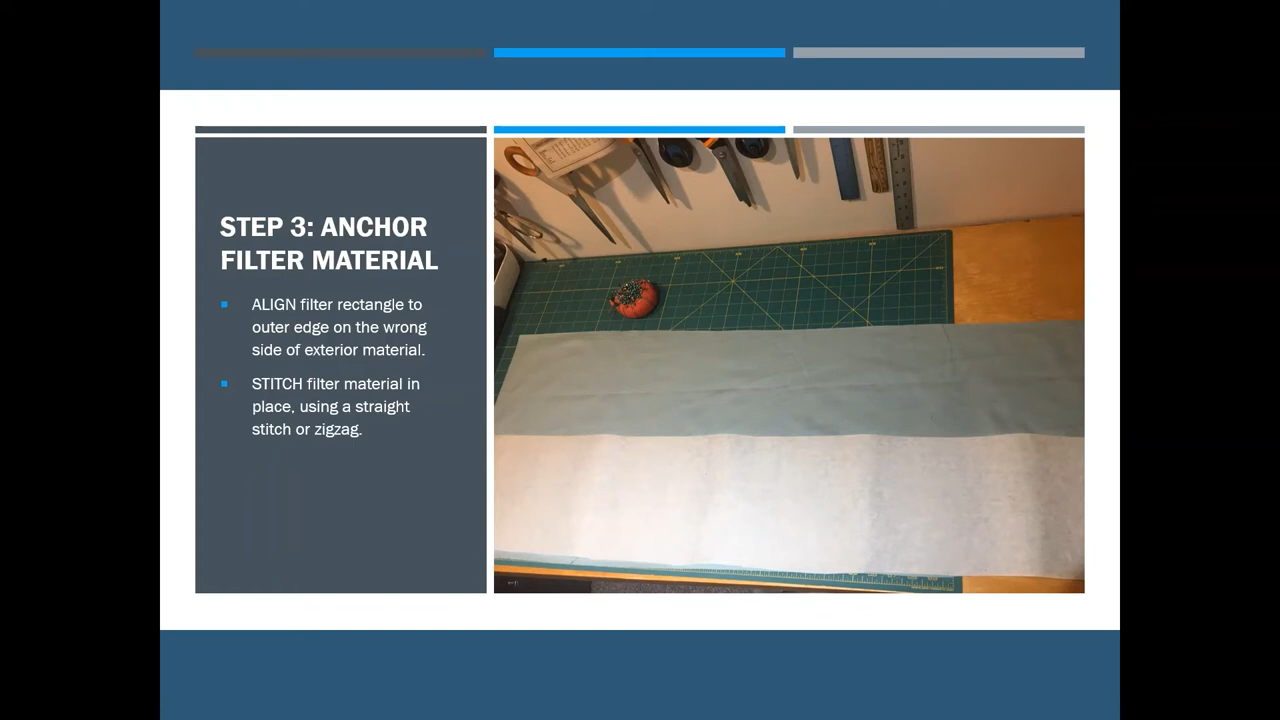 STEP 3: ANCHOR
FILTER MATERIAL
ALIGN filter rectangle to
outer edge on the wrong
side of exterior material.
STITCH filter material in
place, using a straight
stitch or zigzag.